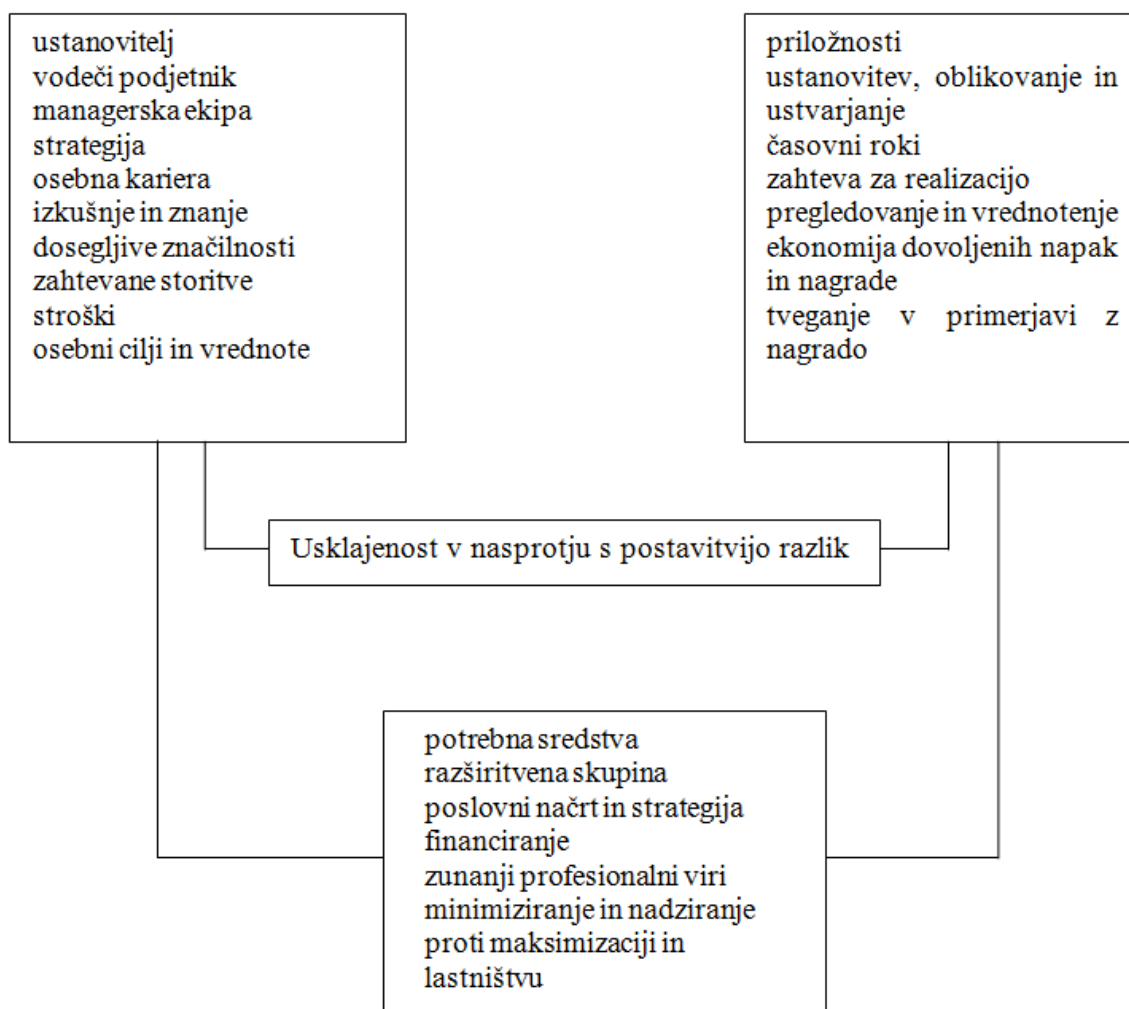 ustanovitelj
vodeči podjetnik
managerska ekipa
strategija
osebna kariera
izkušnje in znanje
dosegljive značilnosti
zahtevane storitve
stroški
osebni cilji in vrednote
priložnosti
ustanovitev, oblikovanje in
ustvarjanje
časovni roki
zahteva za realizacijo
pregledovanje in vrednotenje
ekonomija dovoljenih napak
in nagrade
tveganje v primerjavi z
nagrado
Usklajenost v nasprotju s postavitvijo razlik
potrebna sredstva
razširitvena skupina
poslovni načrt in strategija
financiranje
zunanji profesionalni viri
minimiziranje in nadziranje
proti maksimizaciji in
lastništvu